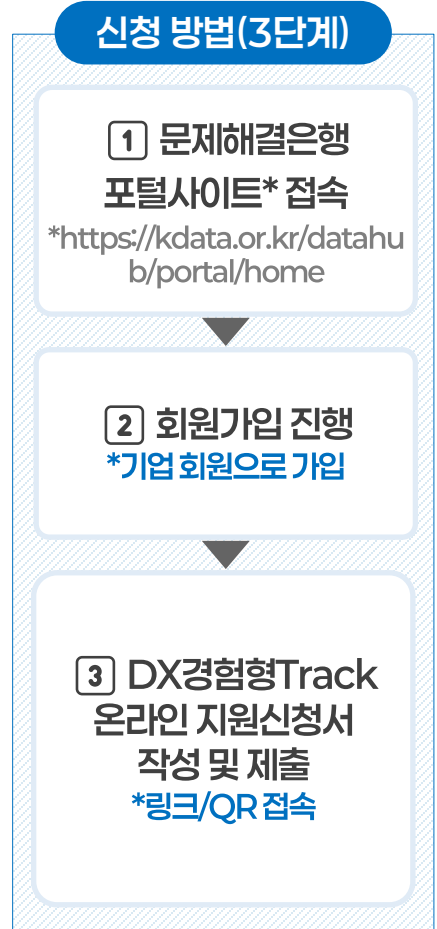 신청 방법(3단계)
1 문제해결은행
포털사이트* 접속
*https://kdata.or.kr/datahu
b/portal/home
2 회원가입 진행
*기업 회원으로 가입
3 DX경험형Track
온라인 지원신청서
작성 및 제출
*링크/QR 접속